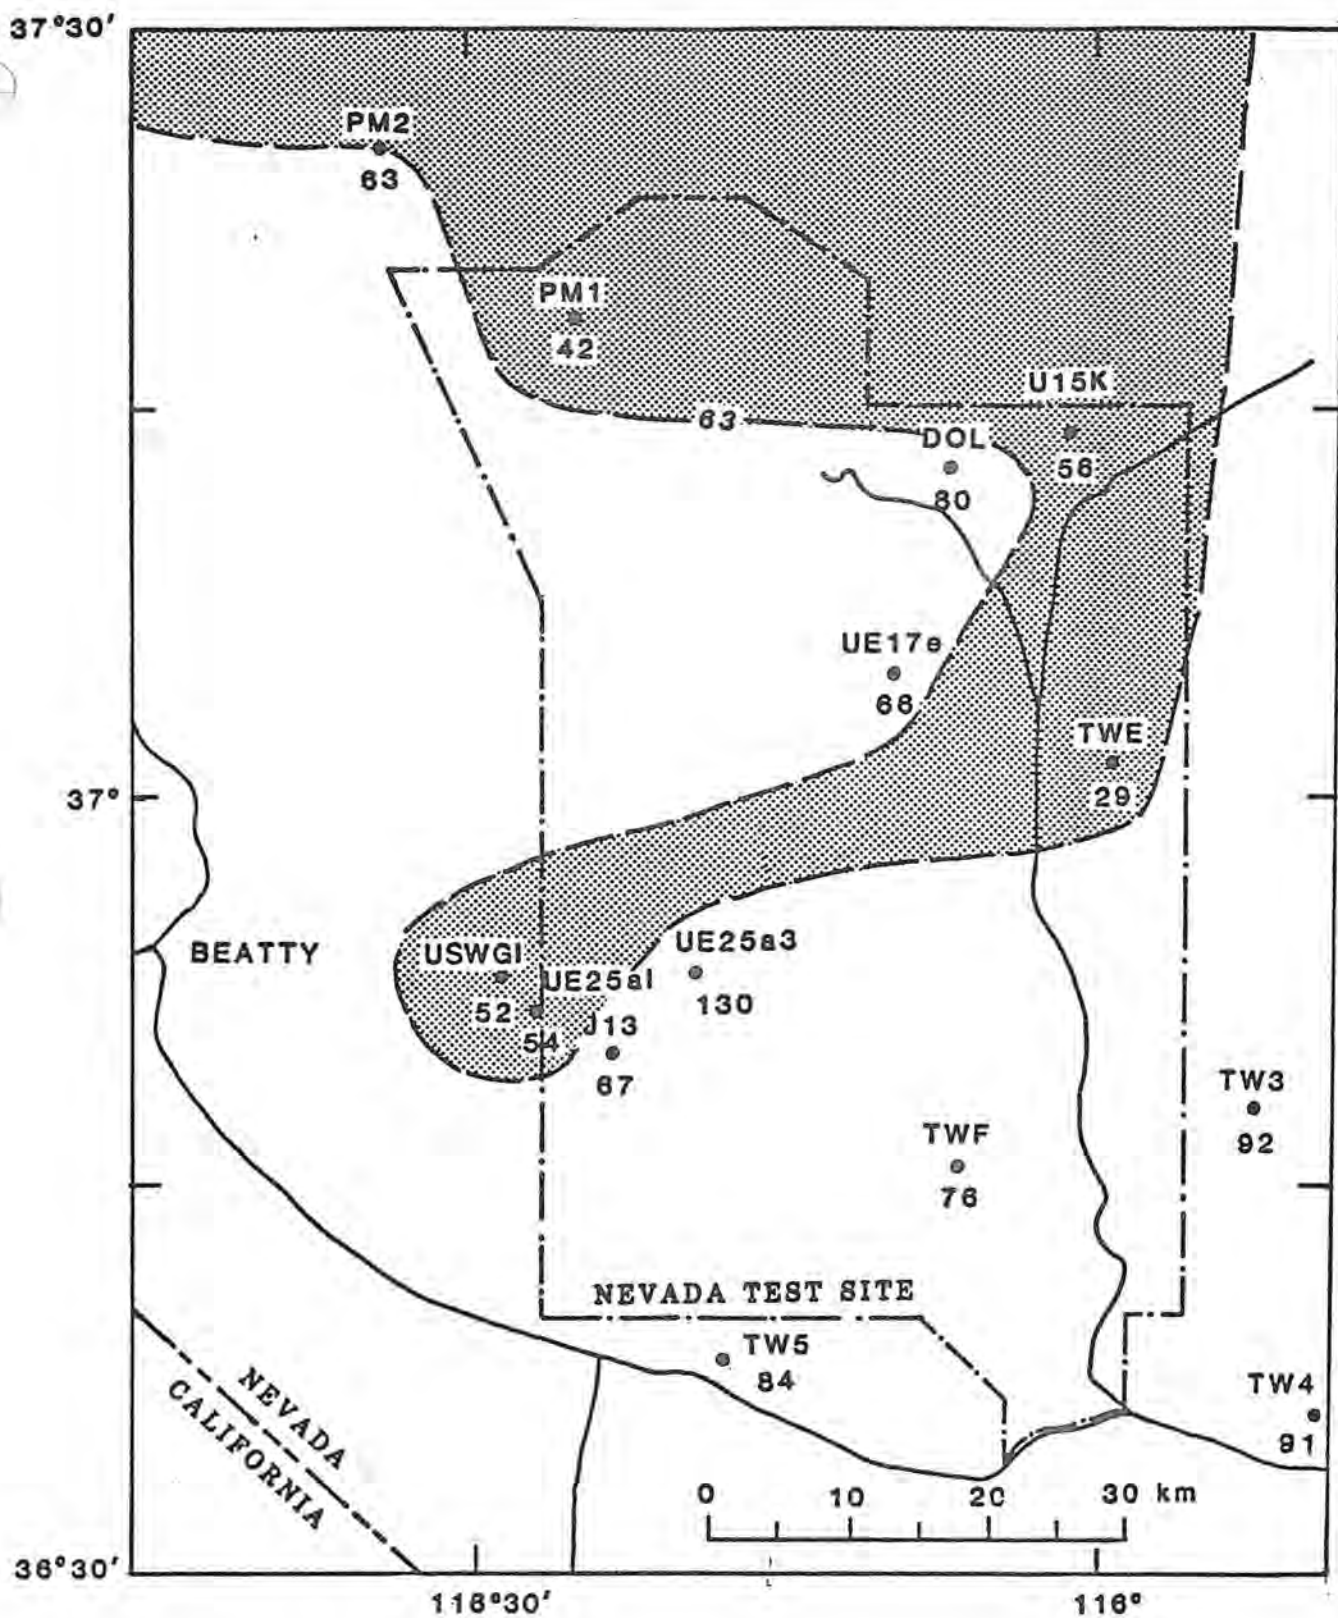 37°30′
PM2
63
PM1
42
63
U15K
56
DOL
80
UE17e
66
TWE
29
37°
BEATTY
USWGI
52
UE25aI
54
UE25a3
130
J13
67
TW3
92
TWF
76
NEVADA TEST SITE
TW5
84
TW4
91
NEVADA
CALIFORNIA
0 10 20 30 km
36°30′
116°30′
116°